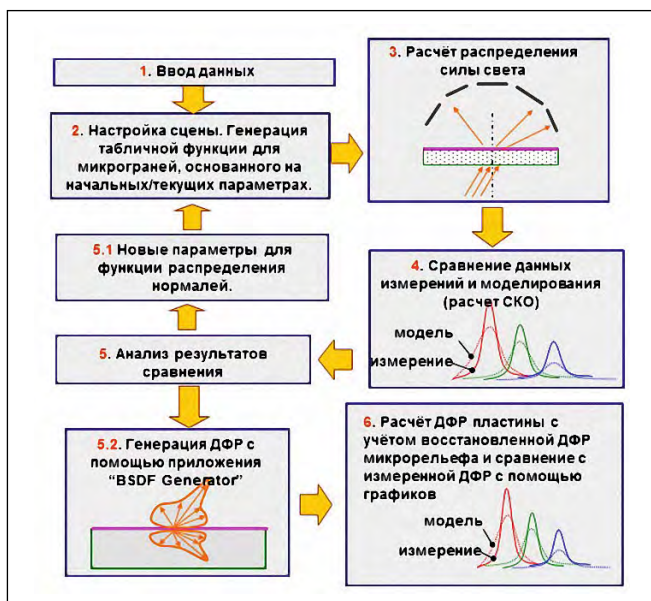 1. Ввод данных
2. Настройка сцены. Генерация
табличной функции для
микрограней, основанного на
начальных/текущих параметрах.
3. Расчёт распределения
силы света
5.1 Новые параметры для
функции распределения
нормалей.
4. Сравнение данных
измерений и моделирования
(расчет СКО)
модель
измерение
5. Анализ результатов
сравнения
5.2. Генерация ДФР с
помощью приложения
“BSDF Generator”
6. Расчёт ДФР пластины с
учётом восстановленной ДФР
микрорельефа и сравнение с
измеренной ДФР с помощью
графиков
модель
измерение